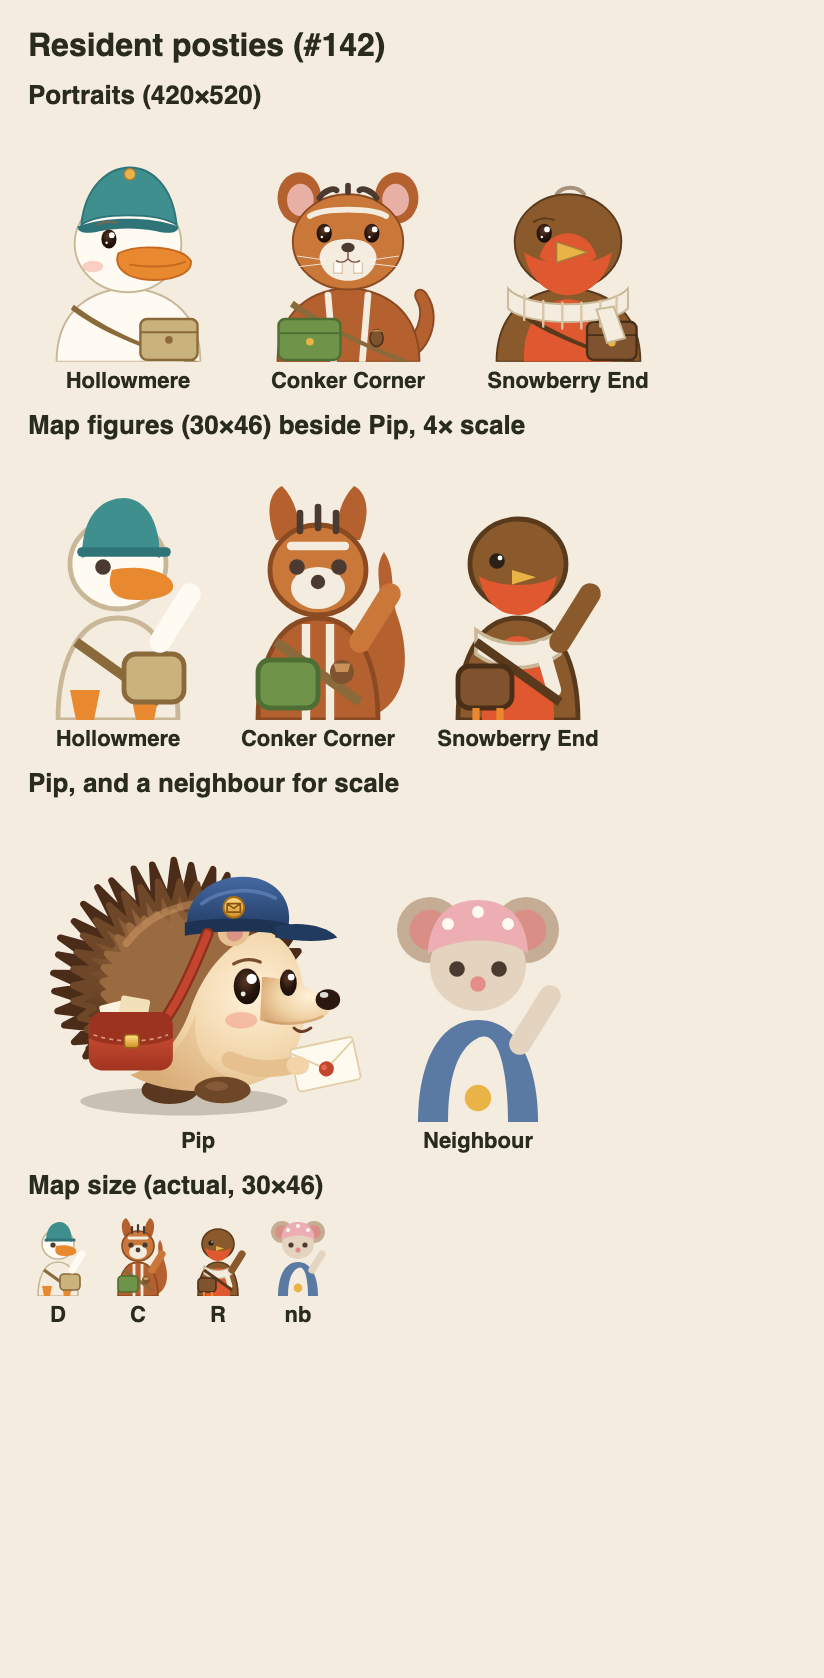 Resident posties (#142)
Portraits (420×520)
Hollowmere Conker Corner Snowberry End
Map figures (30×46) beside Pip, 4× scale
Hollowmere Conker Corner Snowberry End
Pip, and a neighbour for scale
Pip Neighbour
Map size (actual, 30×46)
D C R nb